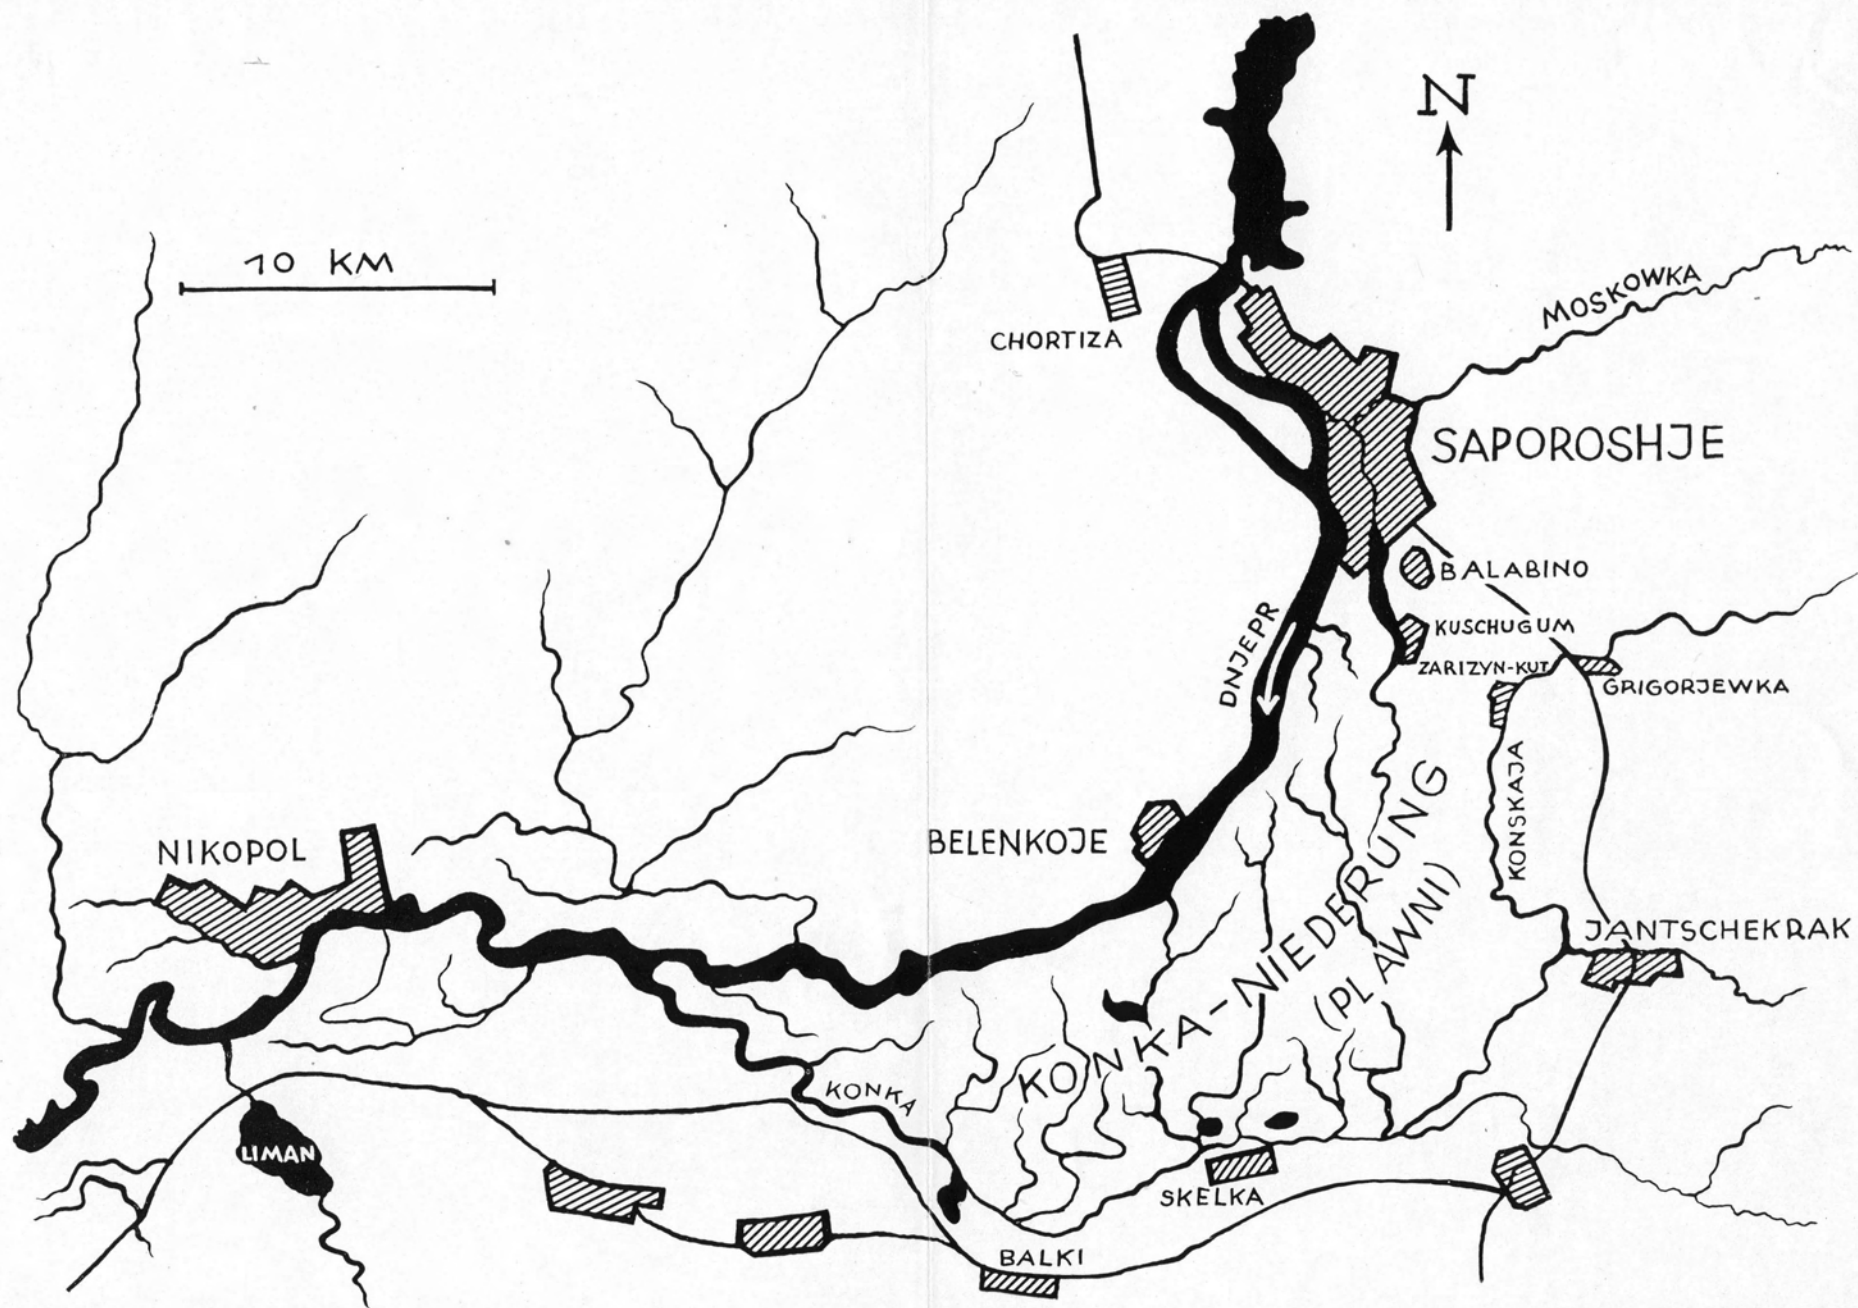 N
10 KM
MOSKOWKA
CHORTIZA
SAPOROSHJE
BALABINO
DNJEPR
KUSCHUGUM
ZARIZYN-KUT
GRIGORJEWKA
KONSKAJA
NIKOPOL
BELENKOJE
JANTSCHEKRAK
KONKA-NIEDERUNG
(PLAWNI)
KONKA
LIMAN
SKELKA
BALKI